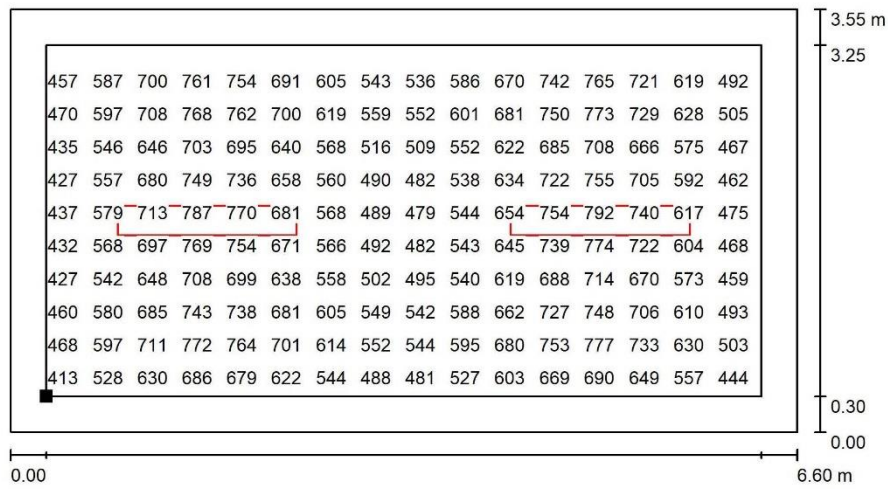 3.55 m
3.25
457 587 700 761 754 691 605 543 536 586 670 742 765 721 619 492
470 597 708 768 762 700 619 559 552 601 681 750 773 729 628 505
435 546 646 703 695 640 568 516 509 552 622 685 708 666 575 467
427 557 680 749 736 658 560 490 482 538 634 722 755 705 592 462
437 579 713 787 770 681 568 489 479 544 654 754 792 740 617 475
432 568 697 769 754 671 566 492 482 543 645 739 774 722 604 468
427 542 648 708 699 638 558 502 495 540 619 688 714 670 573 459
460 580 685 743 738 681 605 549 542 588 662 727 748 706 610 493
468 597 711 772 764 701 614 552 544 595 680 753 777 733 630 503
413 528 630 686 679 622 544 488 481 527 603 669 690 649 557 444
0.30
0.00
0.00 6.60 m